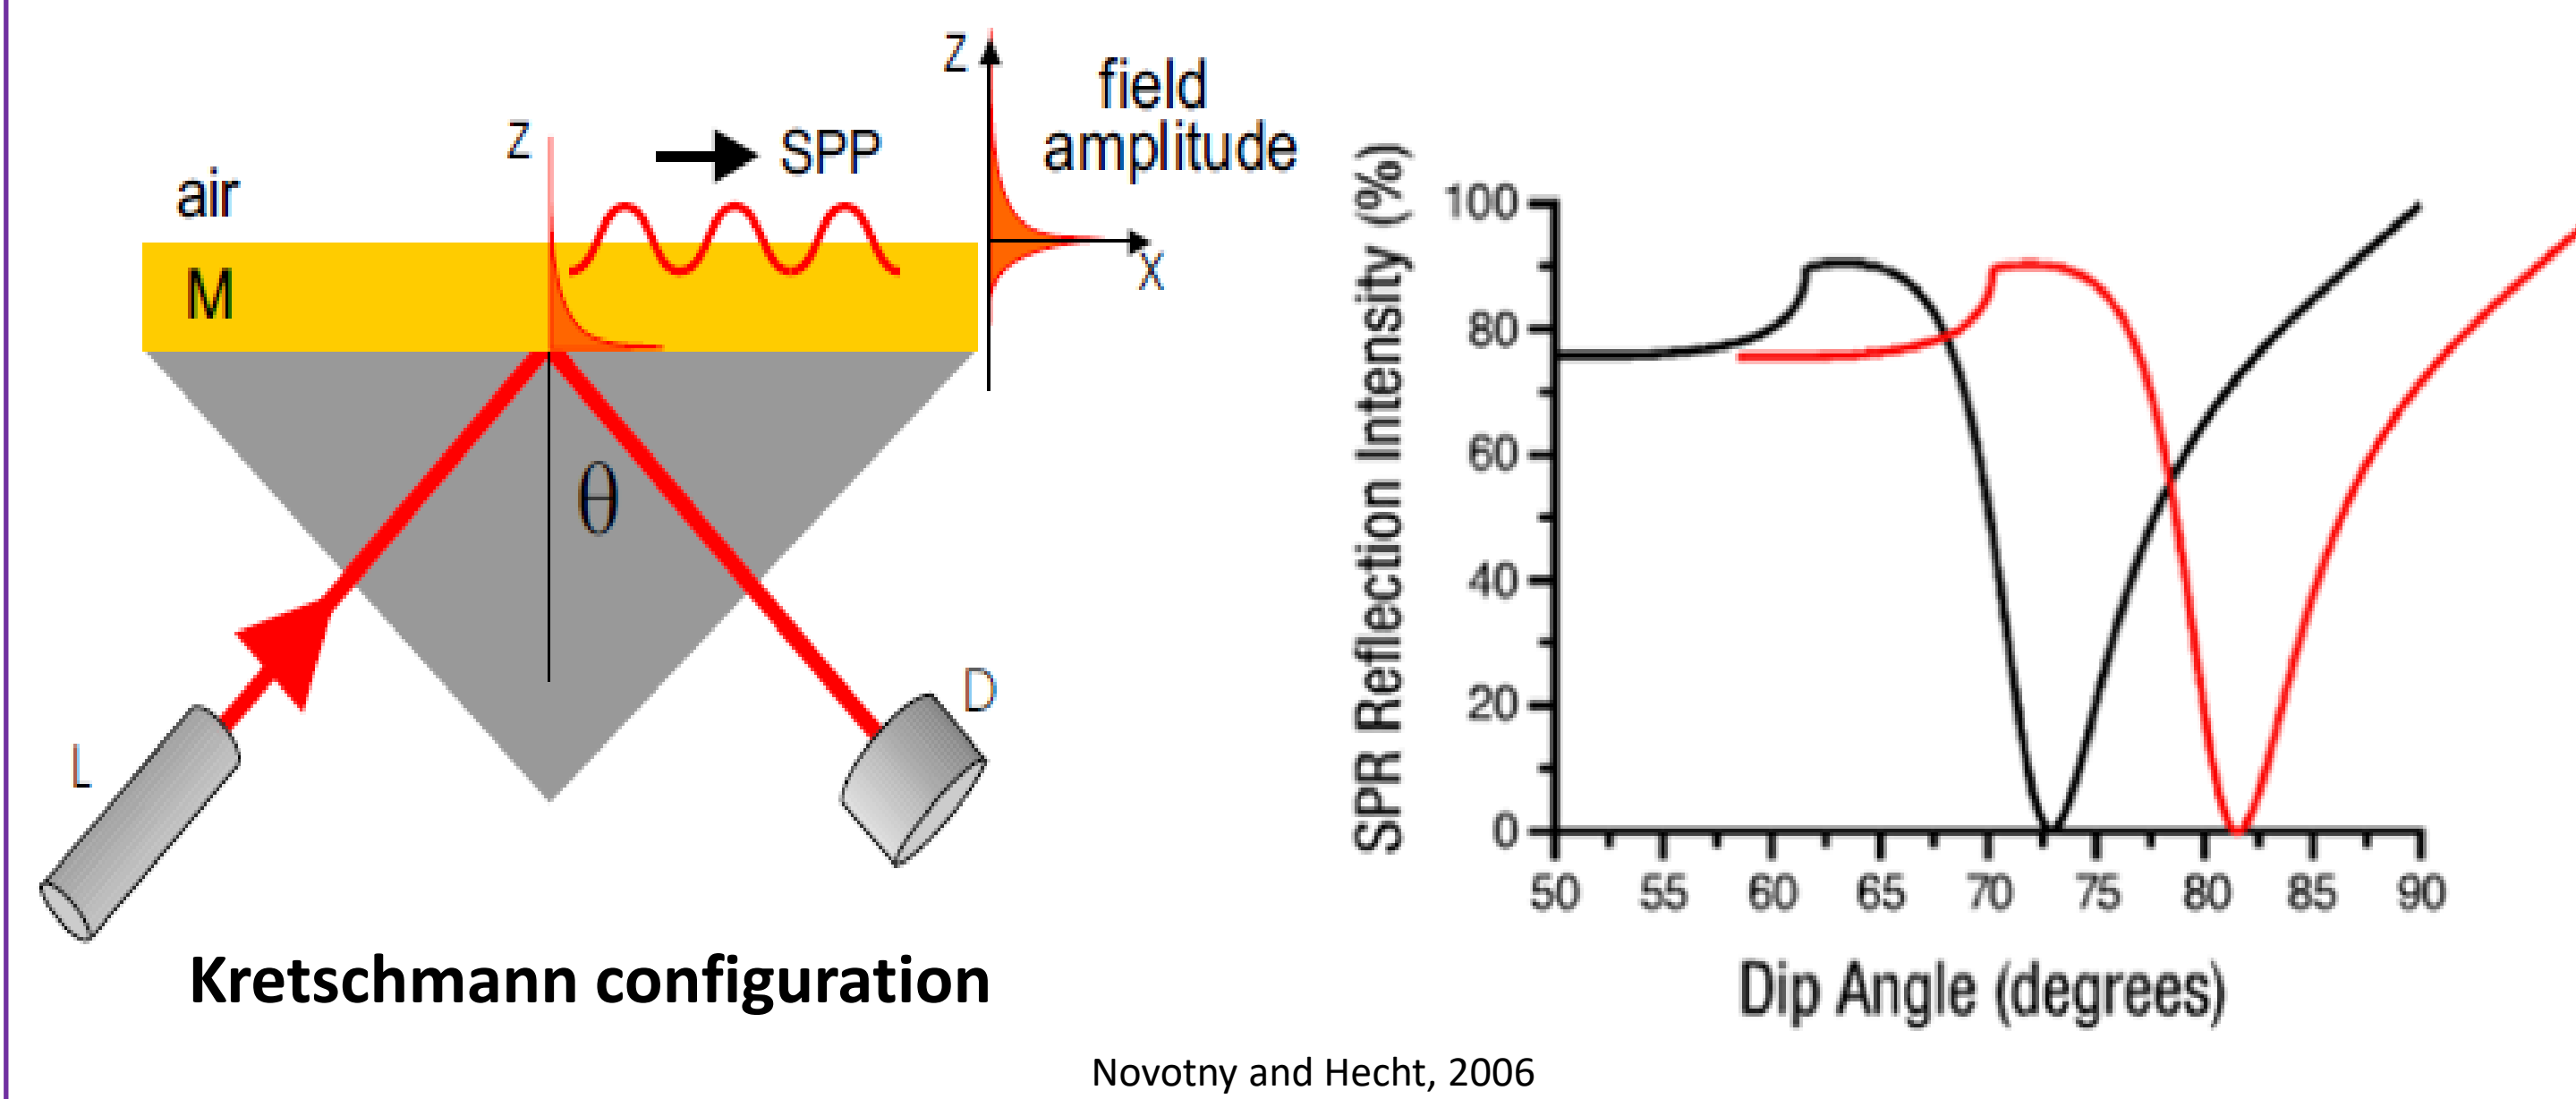 Z
field
amplitude
X
Z
SPP
air
M
θ
L
D
Kretschmann configuration
SPR Reflection Intensity (%)
100
80
60
40
20
0
50 55 60 65 70 75 80 85 90
Dip Angle (degrees)
Novotny and Hecht, 2006